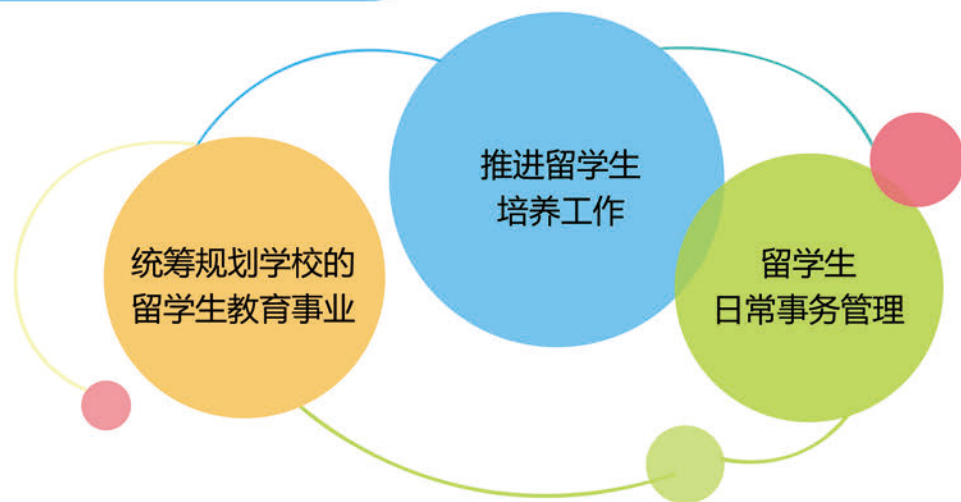 统筹规划学校的
留学生教育事业
推进留学生
培养工作
留学生
日常事务管理